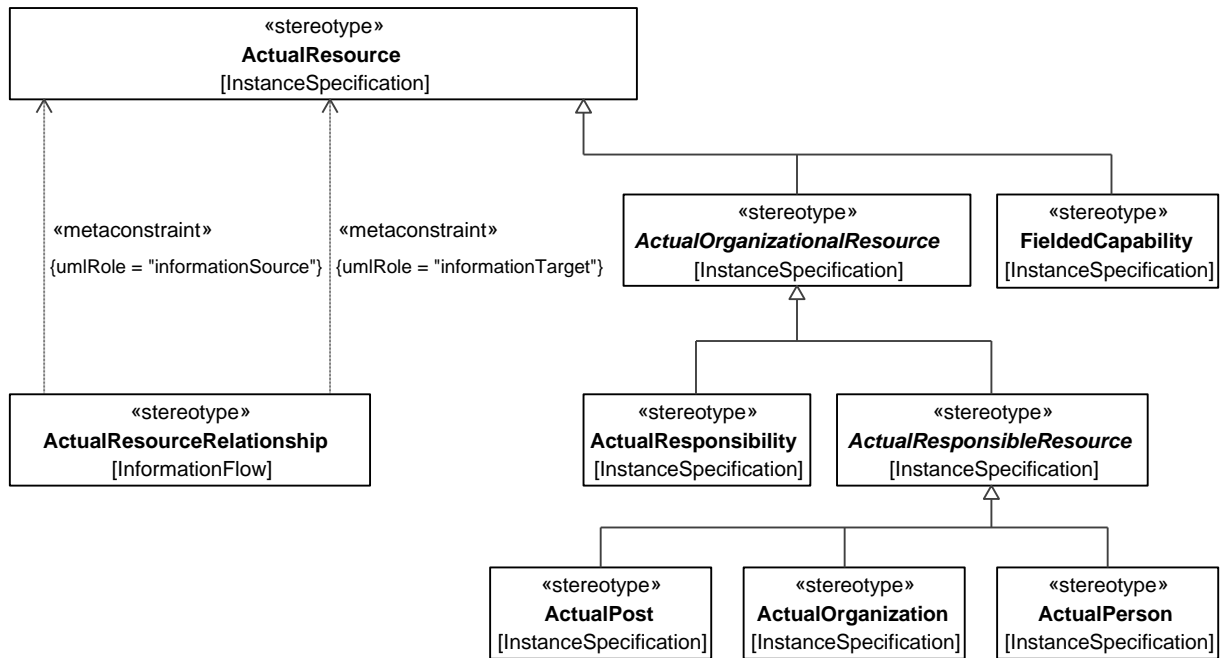 «stereotype»
ActualResource
[InstanceSpecification]
«stereotype»
ActualOrganizationalResource
[InstanceSpecification]
«stereotype»
FieldedCapability
[InstanceSpecification]
«metaconstraint»
{umlRole = "informationSource"}
«metaconstraint»
{umlRole = "informationTarget"}
«stereotype»
ActualResourceRelationship
[InformationFlow]
«stereotype»
ActualResponsibility
[InstanceSpecification]
«stereotype»
ActualResponsibleResource
[InstanceSpecification]
«stereotype»
ActualPost
[InstanceSpecification]
«stereotype»
ActualOrganization
[InstanceSpecification]
«stereotype»
ActualPerson
[InstanceSpecification]